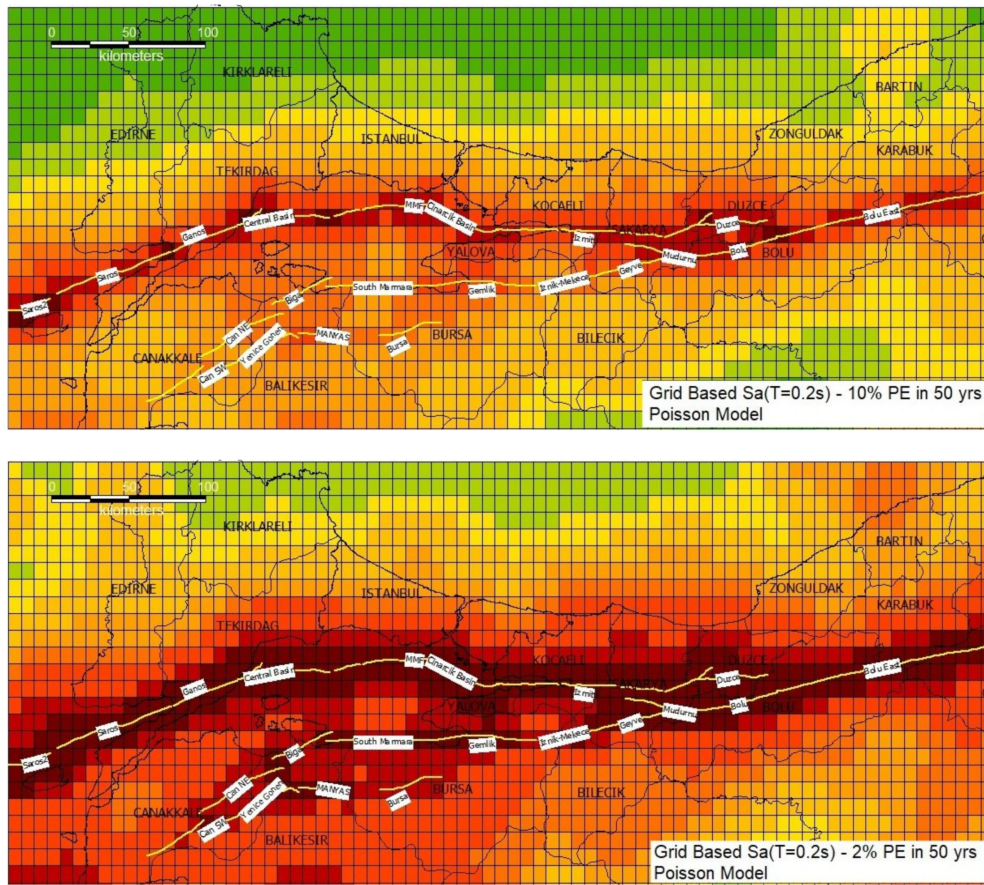 0 50 100
kilometers
KIRKLARELI
BARTIN
EDIRNE
ISTANBUL
ZONGULDAK
KARABUK
TEKIRDAG
MMF
Cinarcik Basin
KOCAELI
DUZCE
Bolu East
Central Basin
Duzce
Ganos
Izmit
SAKARYA
YALOVA
Mudurnu
Bolu
BOLU
Saros
Geyve
Iznik-Mekece
Biga
South Marmara
Gemlik
Saros2
Can NE
Yenice Gonen
MANYAS
BURSA
Bursa
BILECIK
CANAKKALE
Can SW
BALIKESIR
Grid Based Sa(T=0.2s) - 10% PE in 50 yrs
Poisson Model
0 50 100
kilometers
KIRKLARELI
BARTIN
EDIRNE
ISTANBUL
ZONGULDAK
KARABUK
TEKIRDAG
MMF
Cinarcik Basin
KOCAELI
DUZCE
Bolu East
Central Basin
Duzce
Ganos
Izmit
SAKARYA
YALOVA
Mudurnu
Bolu
BOLU
Saros
Geyve
Iznik-Mekece
Biga
South Marmara
Gemlik
Saros2
Can NE
Yenice Gonen
MANYAS
BURSA
Bursa
BILECIK
CANAKKALE
Can SW
BALIKESIR
Grid Based Sa(T=0.2s) - 2% PE in 50 yrs
Poisson Model